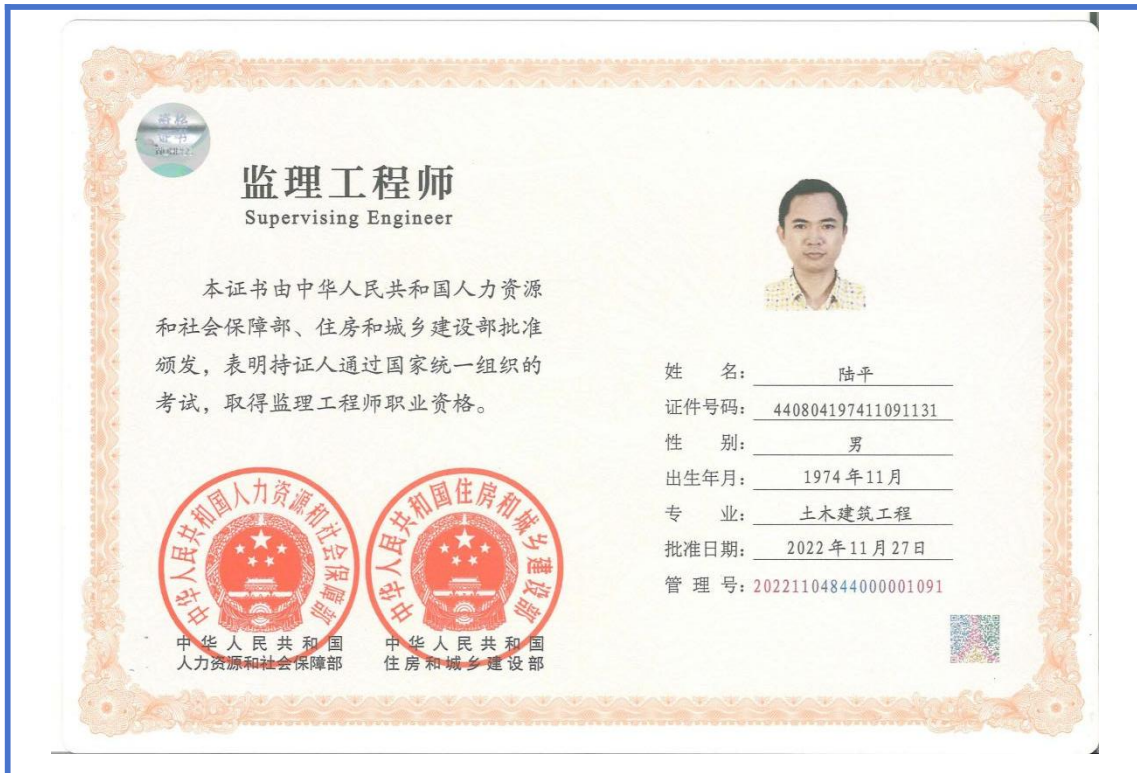 资格
证书
监理工程师
Supervising Engineer
本证书由中华人民共和国人力资源
和社会保障部、住房和城乡建设部批准
颁发，表明持证人通过国家统一组织的
考试，取得监理工程师职业资格。
中华人民共和国人力资源和社会保障部
中华人民共和国住房和城乡建设部
中华人民共和国
人力资源和社会保障部
中华人民共和国
住房和城乡建设部
姓 名：陆平
证件号码：440804197411091131
性 别：男
出生年月：1974年11月
专 业：土木建筑工程
批准日期：2022年11月27日
管 理 号：20221104844000001091